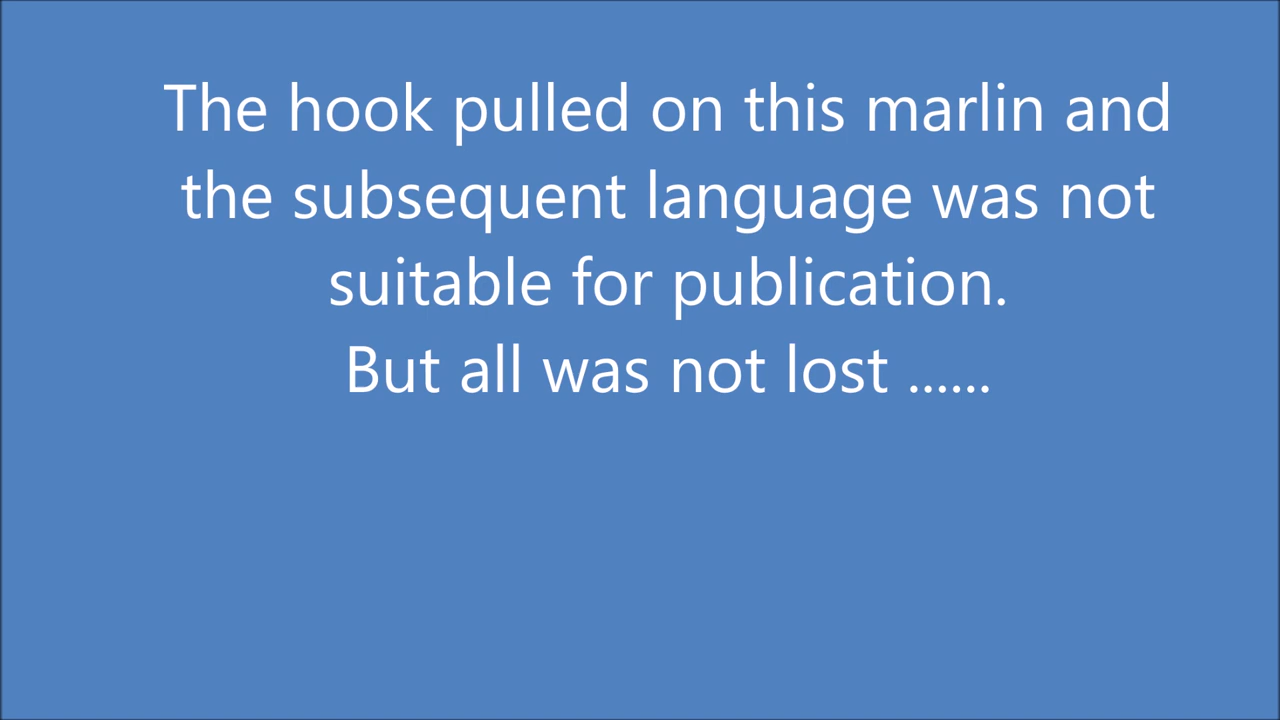 The hook pulled on this marlin and
the subsequent language was not
suitable for publication.
But all was not lost ......